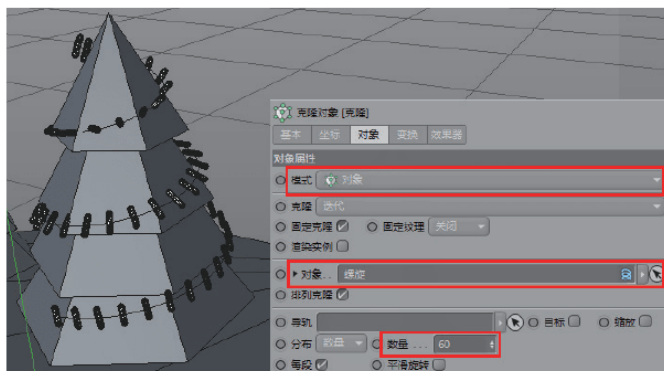 克隆对象 [克隆]
基本 坐标 对象 变换 效果器
对象属性
模式 对象
克隆 迭代
固定克隆 固定纹理 关闭
渲染实例
对象 . . 螺旋
排列克隆
导轨 目标 缩放
分布 数量 数量 . . . 60
每段 平滑旋转